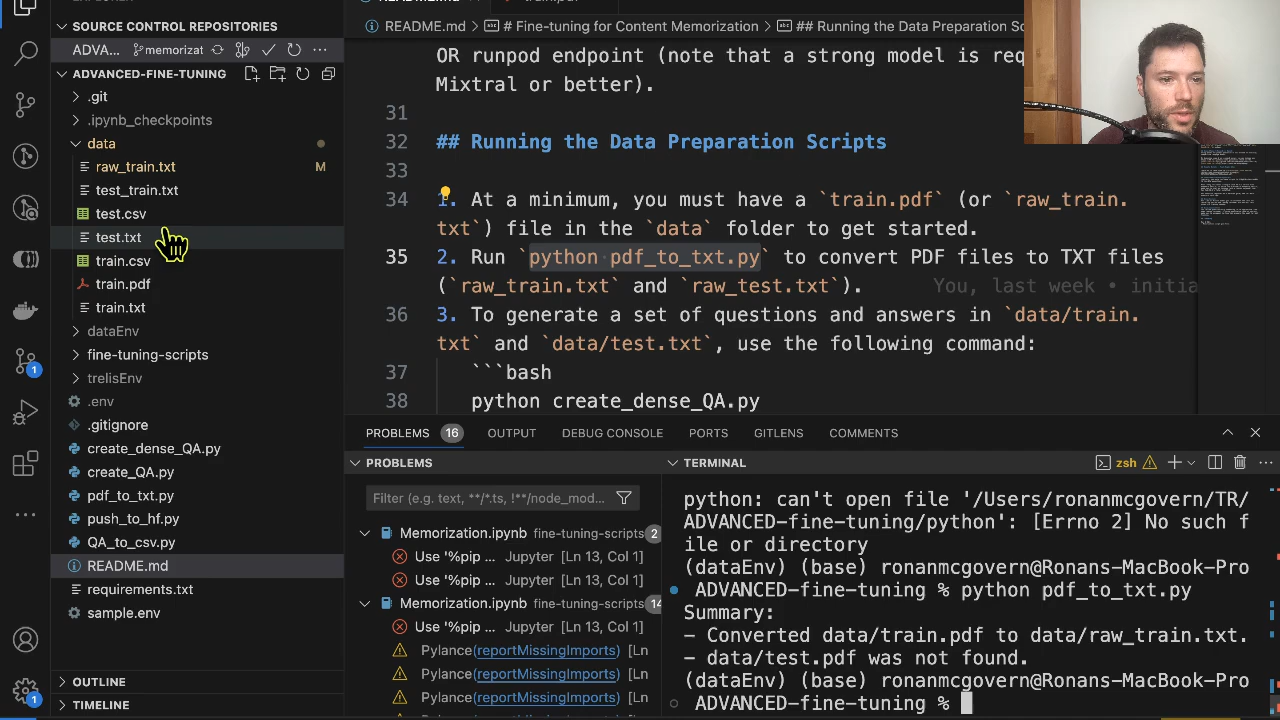 SOURCE CONTROL REPOSITORIES
ADVA... memorizat
ADVANCED-FINE-TUNING
.git
.ipynb_checkpoints
data
raw_train.txt M
test_train.txt
test.csv
test.txt
train.csv
train.pdf
train.txt
dataEnv
fine-tuning-scripts
trelisEnv
.env
.gitignore
create_dense_QA.py
create_QA.py
pdf_to_txt.py
push_to_hf.py
QA_to_csv.py
README.md
requirements.txt
sample.env
OUTLINE
TIMELINE
1
1
README.md > # Fine-tuning for Content Memorization > ## Running the Data Preparation Sc
OR runpod endpoint (note that a strong model is req
Mixtral or better).
31
32 ## Running the Data Preparation Scripts
33
34 1. At a minimum, you must have a `train.pdf` (or `raw_train.
txt`) file in the `data` folder to get started.
35 2. Run `python pdf_to_txt.py` to convert PDF files to TXT files
(`raw_train.txt` and `raw_test.txt`). You, last week • initia
36 3. To generate a set of questions and answers in `data/train.
txt` and `data/test.txt`, use the following command:
37 ```bash
38 python create_dense_QA.py
PROBLEMS 16 OUTPUT DEBUG CONSOLE PORTS GITLENS COMMENTS
PROBLEMS
Filter (e.g. text, **/*.ts, !**/node_mod...
Memorization.ipynb fine-tuning-scripts 2
Use '%pip ... Jupyter [Ln 13, Col 1]
Use '%pip ... Jupyter [Ln 13, Col 1]
Memorization.ipynb fine-tuning-scripts 14
Use '%pip ... Jupyter [Ln 13, Col 1]
Pylance(reportMissingImports) [Ln
Pylance(reportMissingImports) [Ln
Pylance(reportMissingImports) [Ln
TERMINAL
zsh
python: can't open file '/Users/ronanmcgovern/TR/
ADVANCED-fine-tuning/python': [Errno 2] No such f
ile or directory
(dataEnv) (base) ronanmcgovern@Ronans-MacBook-Pro
ADVANCED-fine-tuning % python pdf_to_txt.py
Summary:
- Converted data/train.pdf to data/raw_train.txt.
- data/test.pdf was not found.
(dataEnv) (base) ronanmcgovern@Ronans-MacBook-Pro
ADVANCED-fine-tuning %